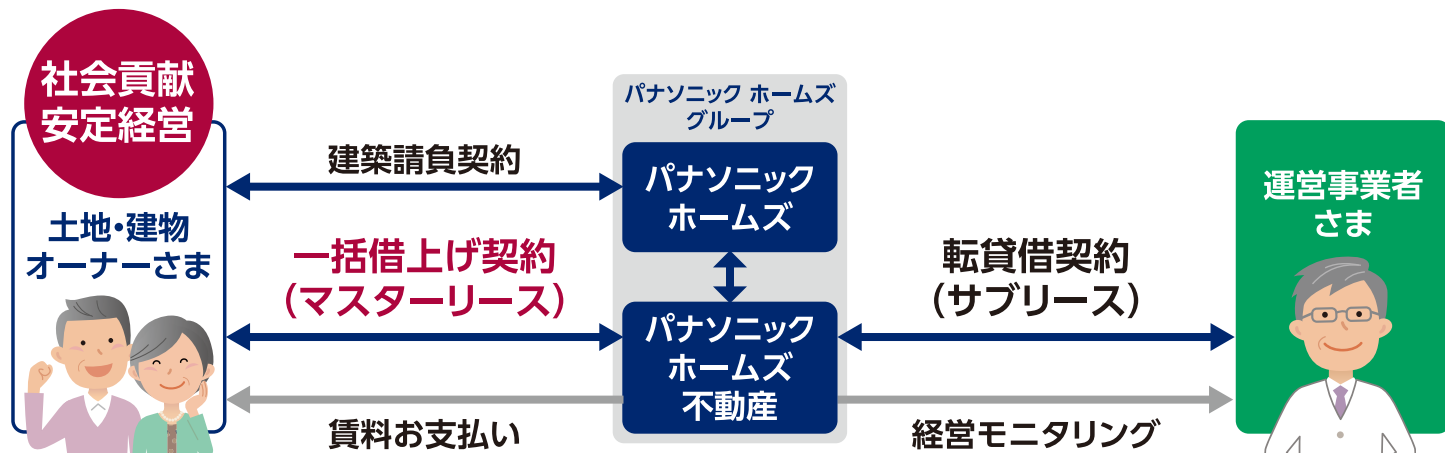 社会貢献
安定経営
土地・建物
オーナーさま
建築請負契約
一括借上げ契約
（マスターリース）
賃料お支払い
パナソニック ホームズ
グループ
パナソニック
ホームズ
パナソニック
ホームズ
不動産
転貸借契約
（サブリース）
経営モニタリング
運営事業者
さま